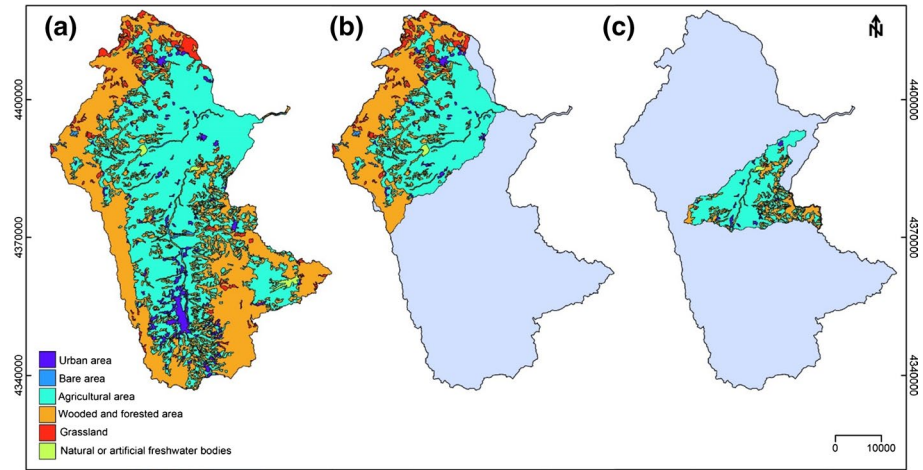 (a)
(b)
(c)
N
4400000
4370000
4340000
4400000
4370000
4340000
Urban area
Bare area
Agricultural area
Wooded and forested area
Grassland
Natural or artificial freshwater bodies
0 10000